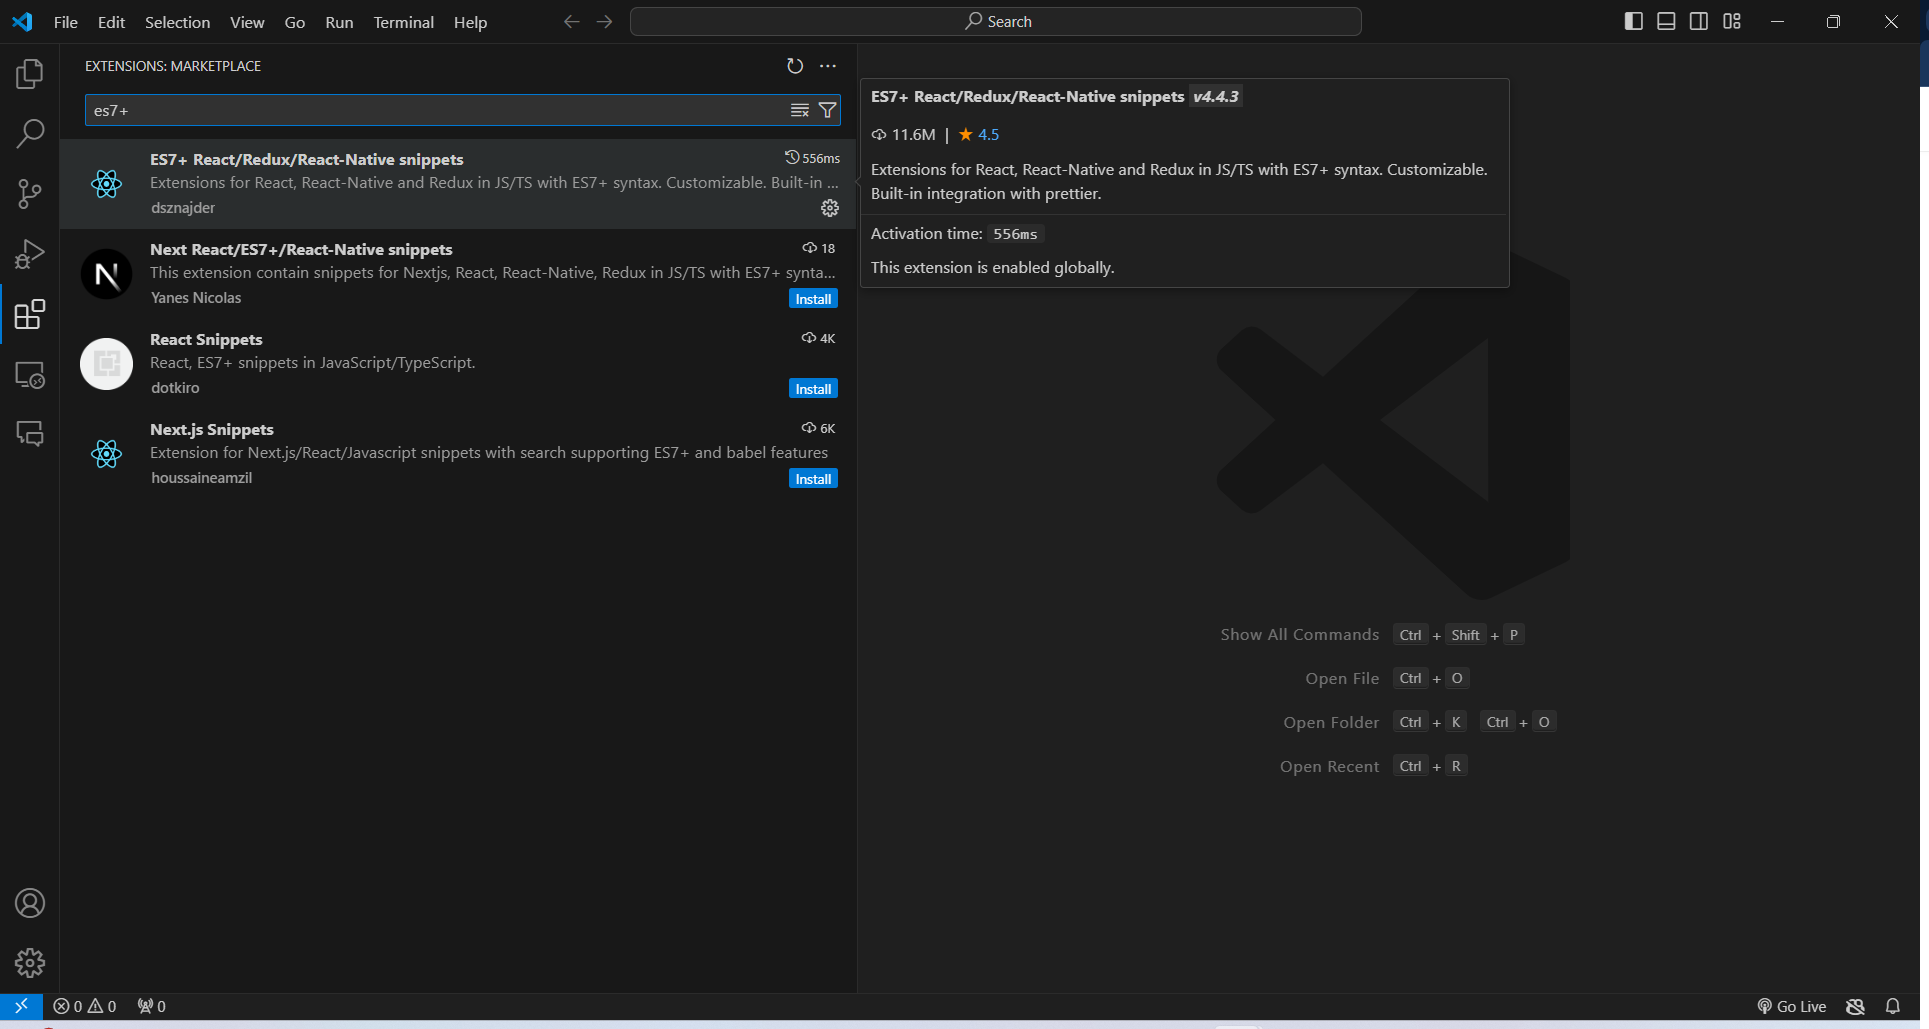 File Edit Selection View Go Run Terminal Help
Search
EXTENSIONS: MARKETPLACE
es7+
ES7+ React/Redux/React-Native snippets 556ms
Extensions for React, React-Native and Redux in JS/TS with ES7+ syntax. Customizable. Built-in ...
dsznajder
Next React/ES7+/React-Native snippets 18
This extension contain snippets for Nextjs, React, React-Native, Redux in JS/TS with ES7+ synta...
Yanes Nicolas Install
React Snippets 4K
React, ES7+ snippets in JavaScript/TypeScript.
dotkiro Install
Next.js Snippets 6K
Extension for Next.js/React/Javascript snippets with search supporting ES7+ and babel features
houssaineamzil Install
ES7+ React/Redux/React-Native snippets v4.4.3
11.6M | 4.5
Extensions for React, React-Native and Redux in JS/TS with ES7+ syntax. Customizable.
Built-in integration with prettier.
Activation time: 556ms
This extension is enabled globally.
Show All Commands Ctrl + Shift + P
Open File Ctrl + O
Open Folder Ctrl + K Ctrl + O
Open Recent Ctrl + R
0 0 0 Go Live